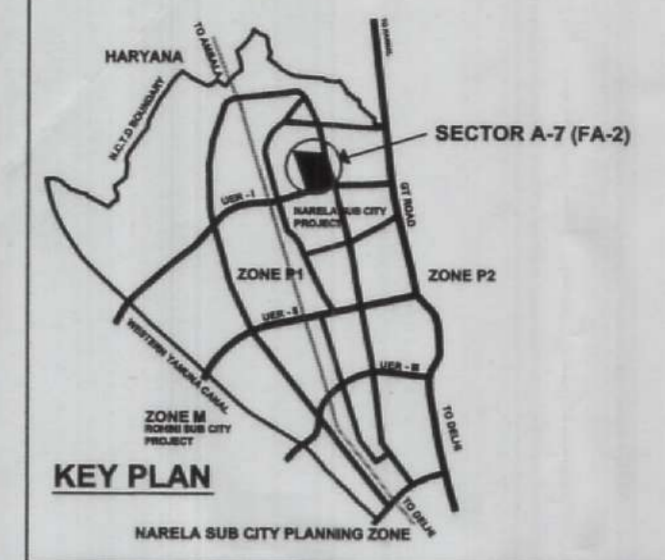 HARYANA
TO AMBALA
N.C.T.D BOUNDARY
SECTOR A-7 (FA-2)
GT ROAD
UER - I
NARELA SUB CITY
PROJECT
ZONE P1
ZONE P2
UER - II
WESTERN YAMUNA CANAL
UER - III
ZONE M
ROHINI SUB CITY
PROJECT
TO DELHI
KEY PLAN
TO DELHI
NARELA SUB CITY PLANNING ZONE